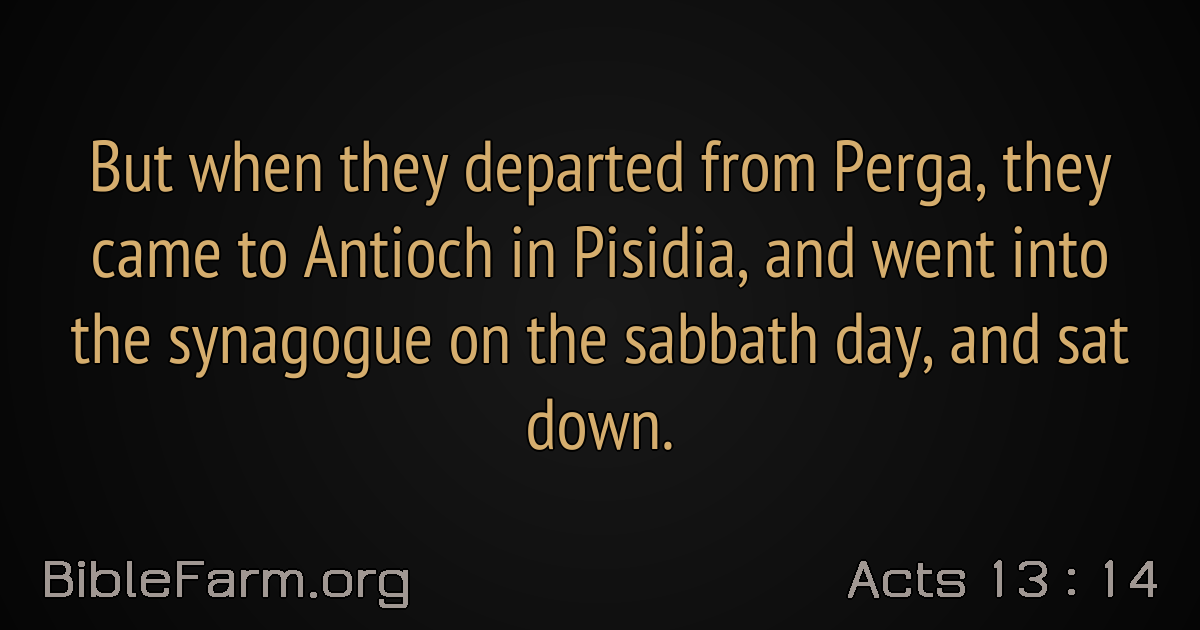 But when they departed from Perga, they
came to Antioch in Pisidia, and went into
the synagogue on the sabbath day, and sat
down.
BibleFarm.org
Acts 13 : 14